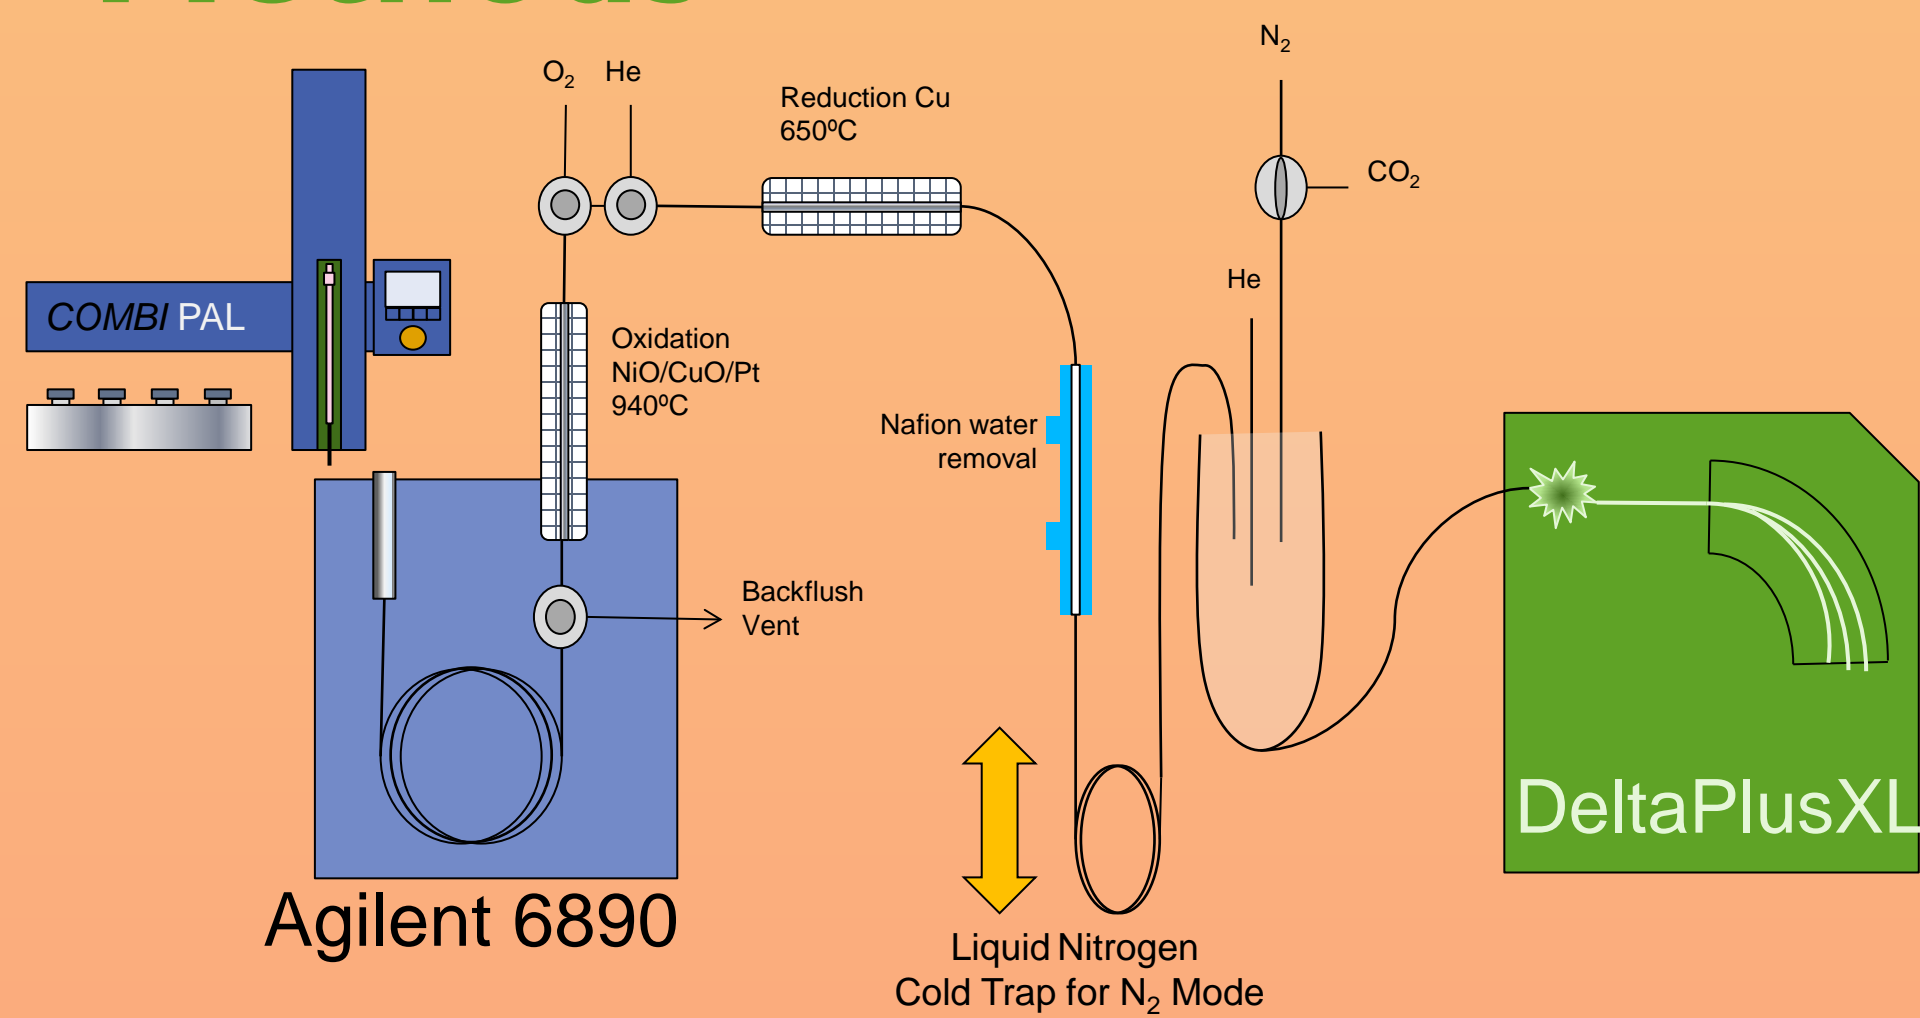 O₂ He
N₂
Reduction Cu
650ºC
CO₂
He
COMBI PAL
Oxidation
NiO/CuO/Pt
940ºC
Nafion water
removal
Backflush
Vent
DeltaPlusXL
Agilent 6890
Liquid Nitrogen
Cold Trap for N₂ Mode